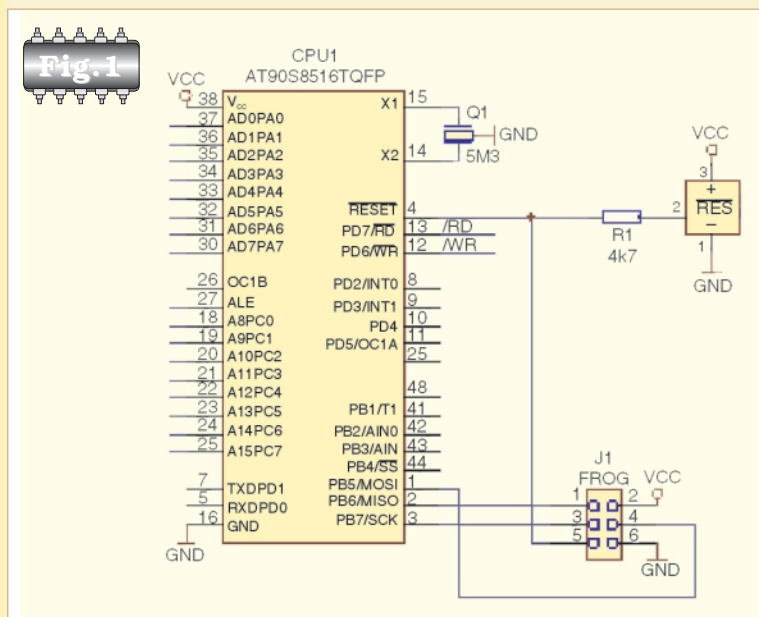 Fig.1
CPU1
AT90S8516TQFP
VCC
38 Vcc
37 AD0PA0
36 AD1PA1
35 AD2PA2
34 AD3PA3
33 AD4PA4
32 AD5PA5
31 AD6PA6
30 AD7PA7
26 OC1B
27 ALE
18 A8PC0
19 A9PC1
20 A10PC2
21 A11PC3
22 A12PC4
23 A13PC5
24 A14PC6
25 A15PC7
7 TXDPD1
5 RXDPD0
16 GND
GND
X1 15
X2 14
Q1
GND
5M3
RESET 4
PD7/RD 13 /RD
PD6/WR 12 /WR
PD2/INT0 8
PD3/INT1 9
PD4 10
PD5/OC1A 11
25
48
PB1/T1 41
PB2/AIN0 42
PB3/AIN 43
PB4/SS 44
PB5/MOSI 1
PB6/MISO 2
PB7/SCK 3
R1
4k7
VCC
3
+
2 RES
–
1
GND
J1
FROG
VCC
1 2
3 4
5 6
GND